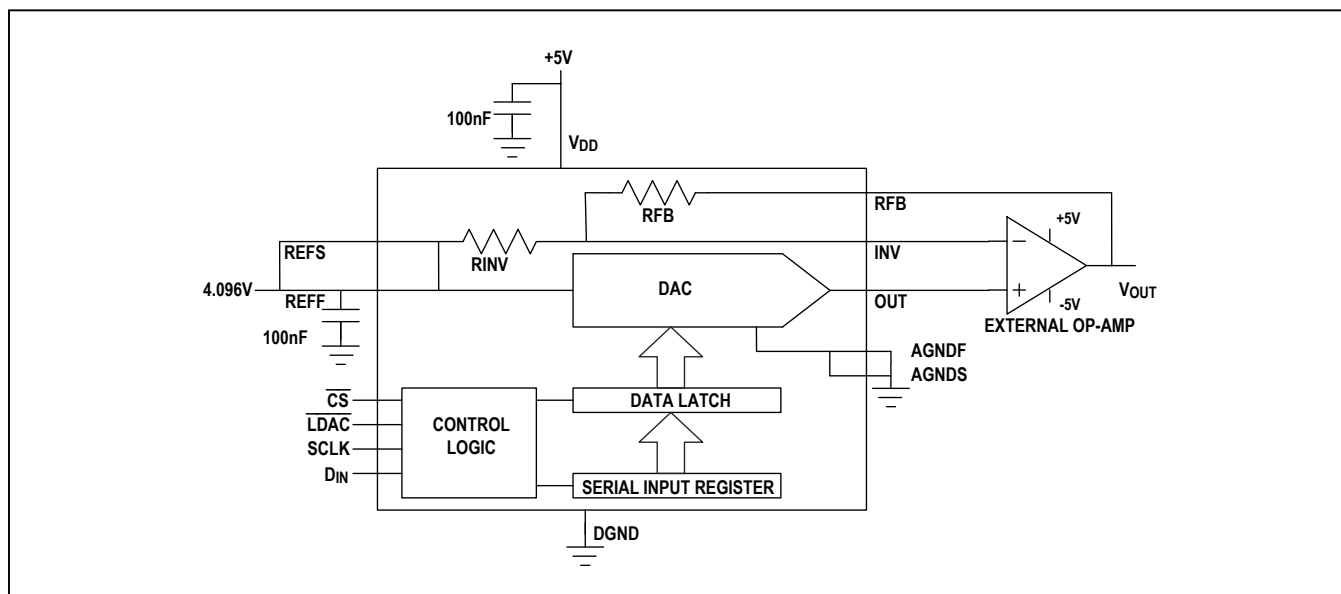 +5V
100nF
VDD
RFB
RFB
REFS
RINV
INV
+5V
−
4.096V
REFF
DAC
OUT
+
-5V
VOUT
100nF
EXTERNAL OP-AMP
AGNDF
AGNDS
CS
LDAC
SCLK
DIN
CONTROL
LOGIC
DATA LATCH
SERIAL INPUT REGISTER
DGND